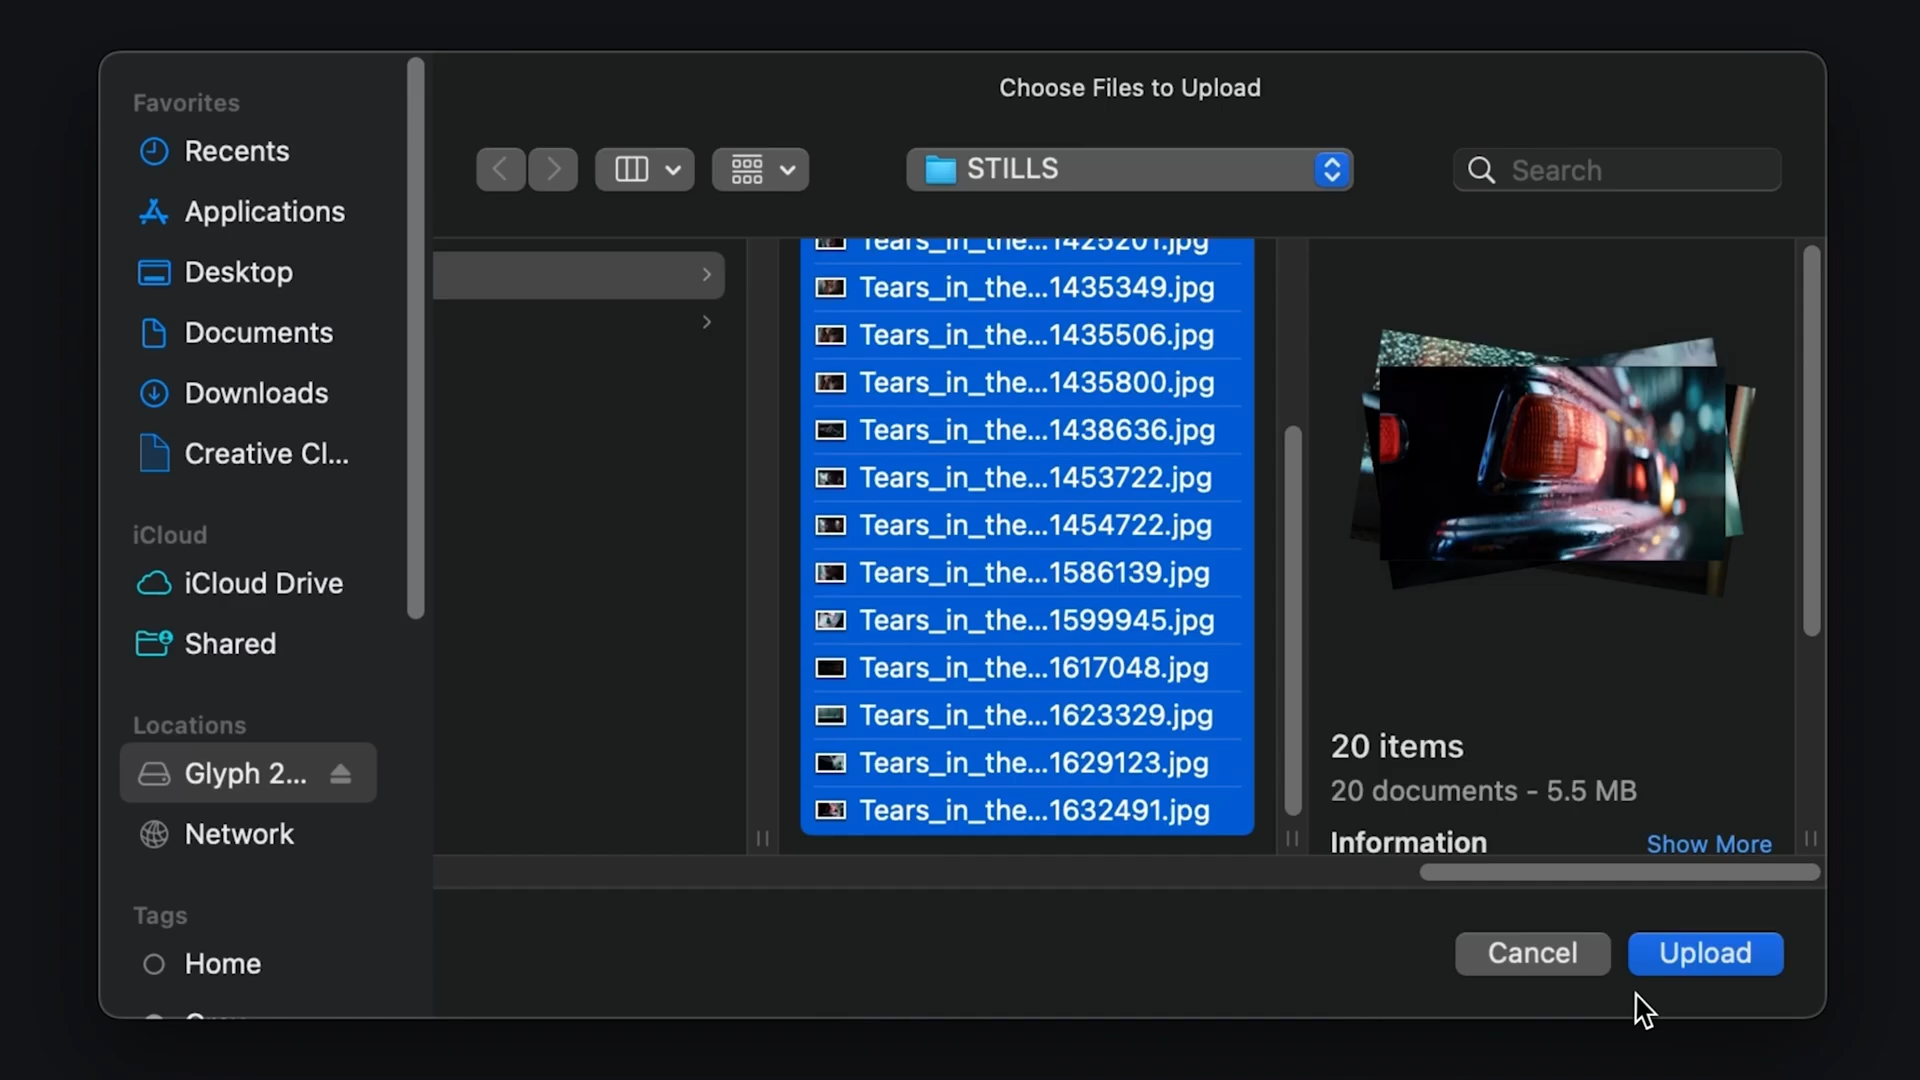 Choose Files to Upload
Favorites
Recents
Applications
Desktop
Documents
Downloads
Creative Cl...
iCloud
iCloud Drive
Shared
Locations
Glyph 2...
Network
Tags
Home
STILLS
Search
Tears_in_the...1425201.jpg
Tears_in_the...1435349.jpg
Tears_in_the...1435506.jpg
Tears_in_the...1435800.jpg
Tears_in_the...1438636.jpg
Tears_in_the...1453722.jpg
Tears_in_the...1454722.jpg
Tears_in_the...1586139.jpg
Tears_in_the...1599945.jpg
Tears_in_the...1617048.jpg
Tears_in_the...1623329.jpg
Tears_in_the...1629123.jpg
Tears_in_the...1632491.jpg
20 items
20 documents - 5.5 MB
Information
Show More
Cancel
Upload